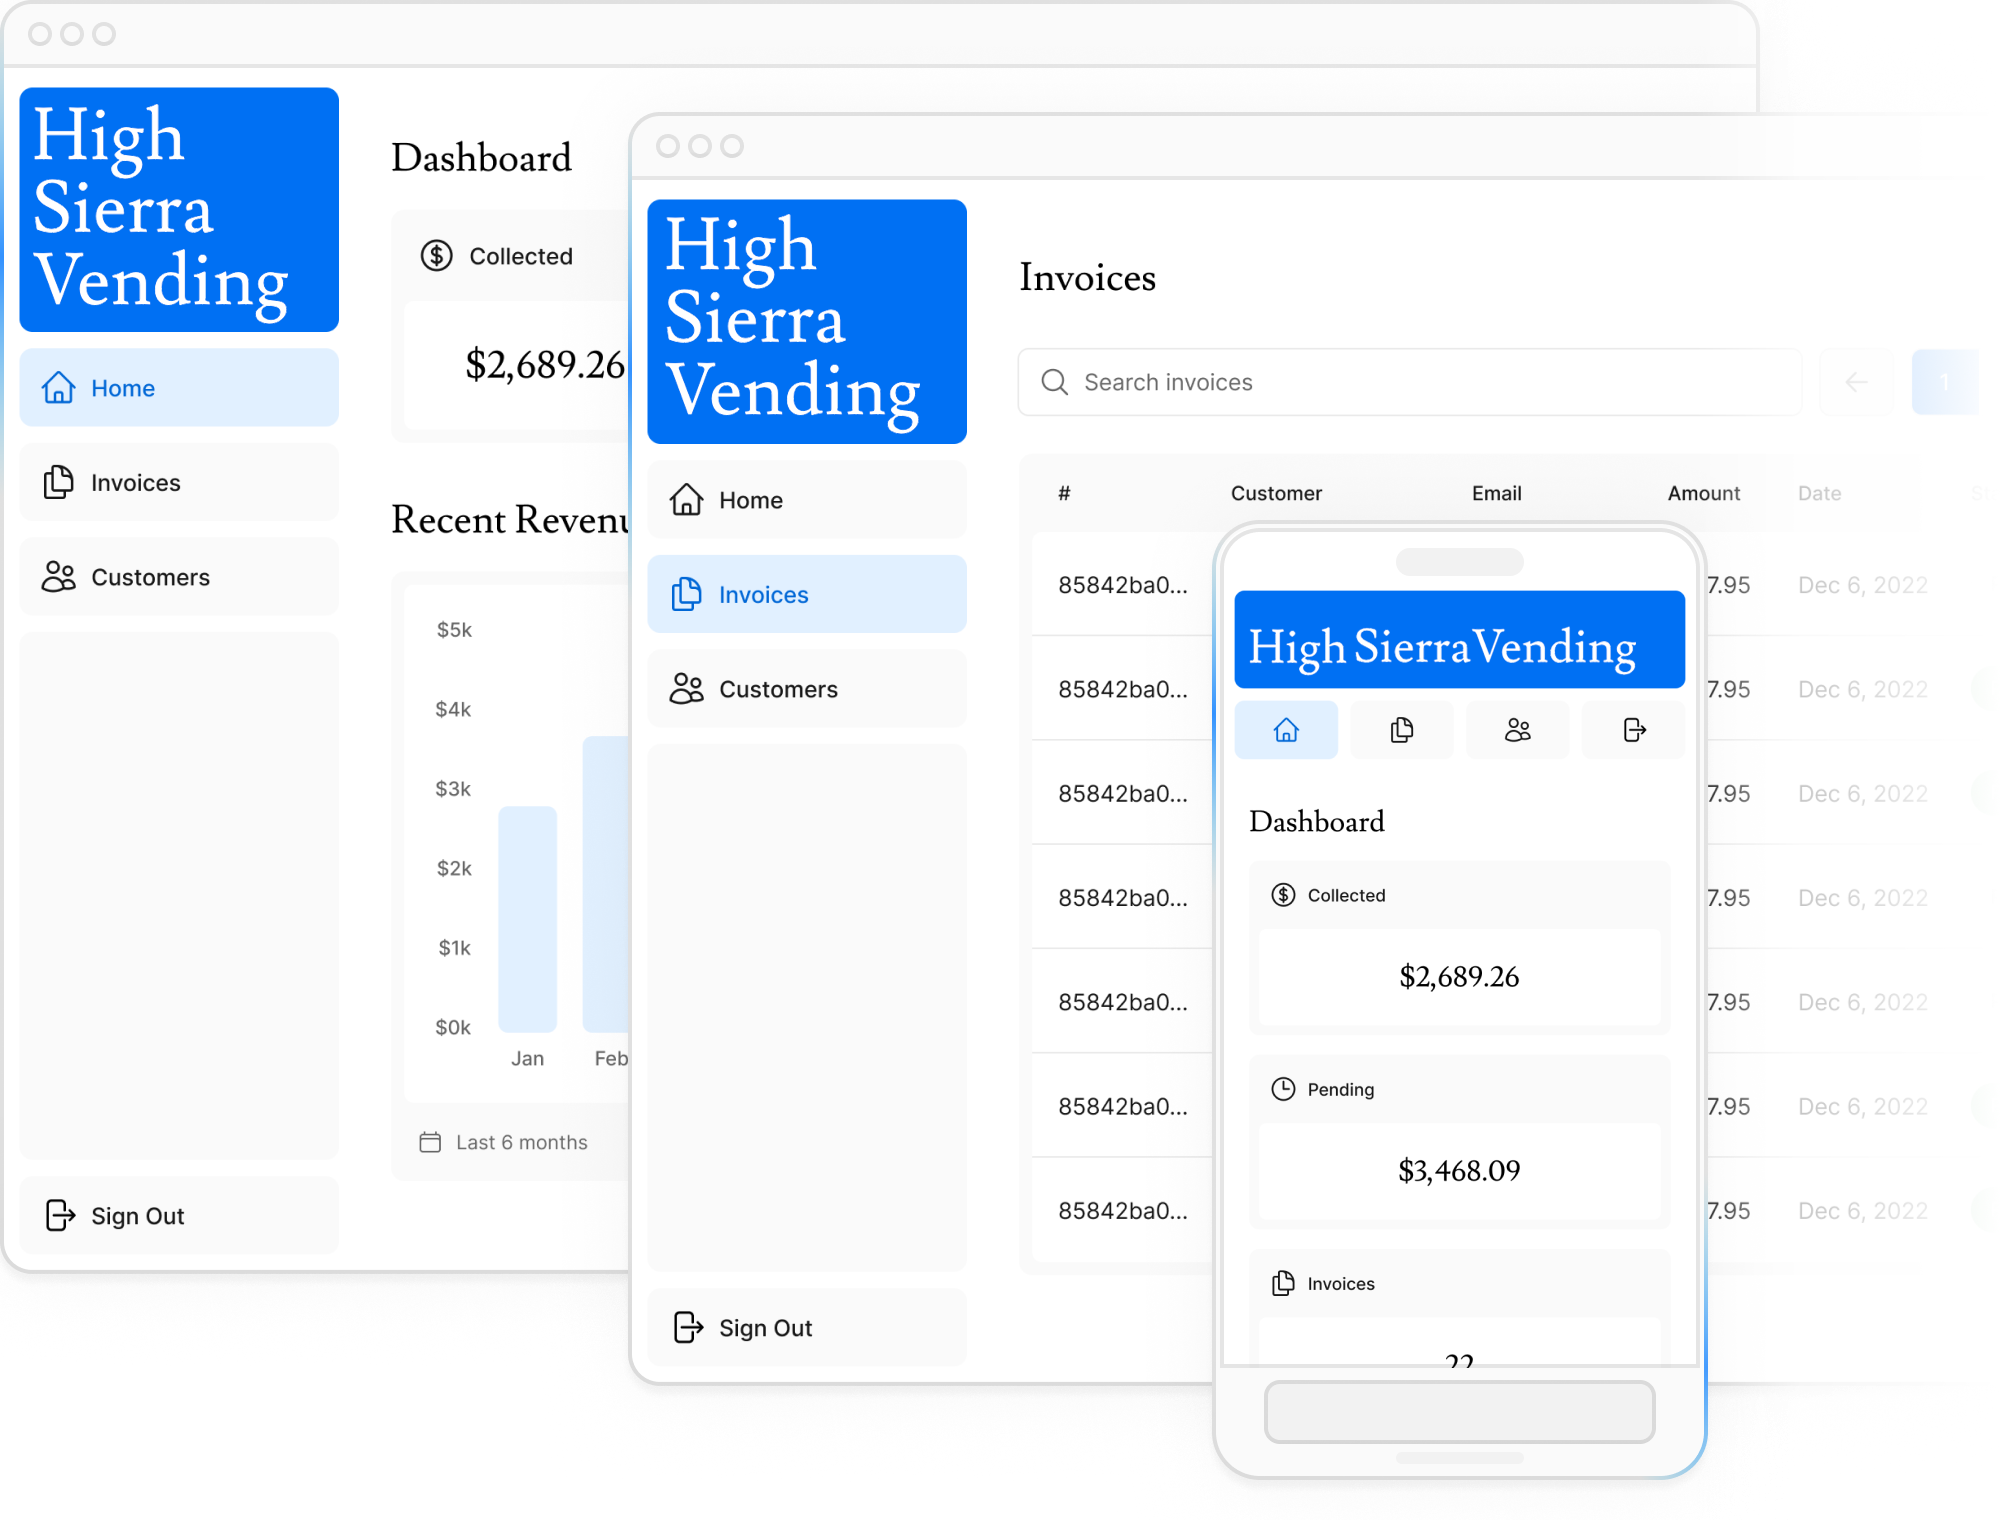 High
Sierra
Vending
Home
Invoices
Customers
Sign Out
Dashboard
Collected
$2,689.26
Recent
$5k
$4k
$3k
$2k
$1k
$0k
Jan
Feb
Last 6 months
High
Sierra
Vending
Home
Invoices
Customers
Sign Out
Invoices
Search invoices
1
# Customer Email Amount Date
85842ba0... 7.95 Dec 6, 2022
85842ba0... 7.95 Dec 6, 2022
85842ba0... 7.95 Dec 6, 2022
85842ba0... 7.95 Dec 6, 2022
85842ba0... 7.95 Dec 6, 2022
85842ba0... 7.95 Dec 6, 2022
85842ba0... 7.95 Dec 6, 2022
High Sierra Vending
Dashboard
Collected
$2,689.26
Pending
$3,468.09
Invoices
22